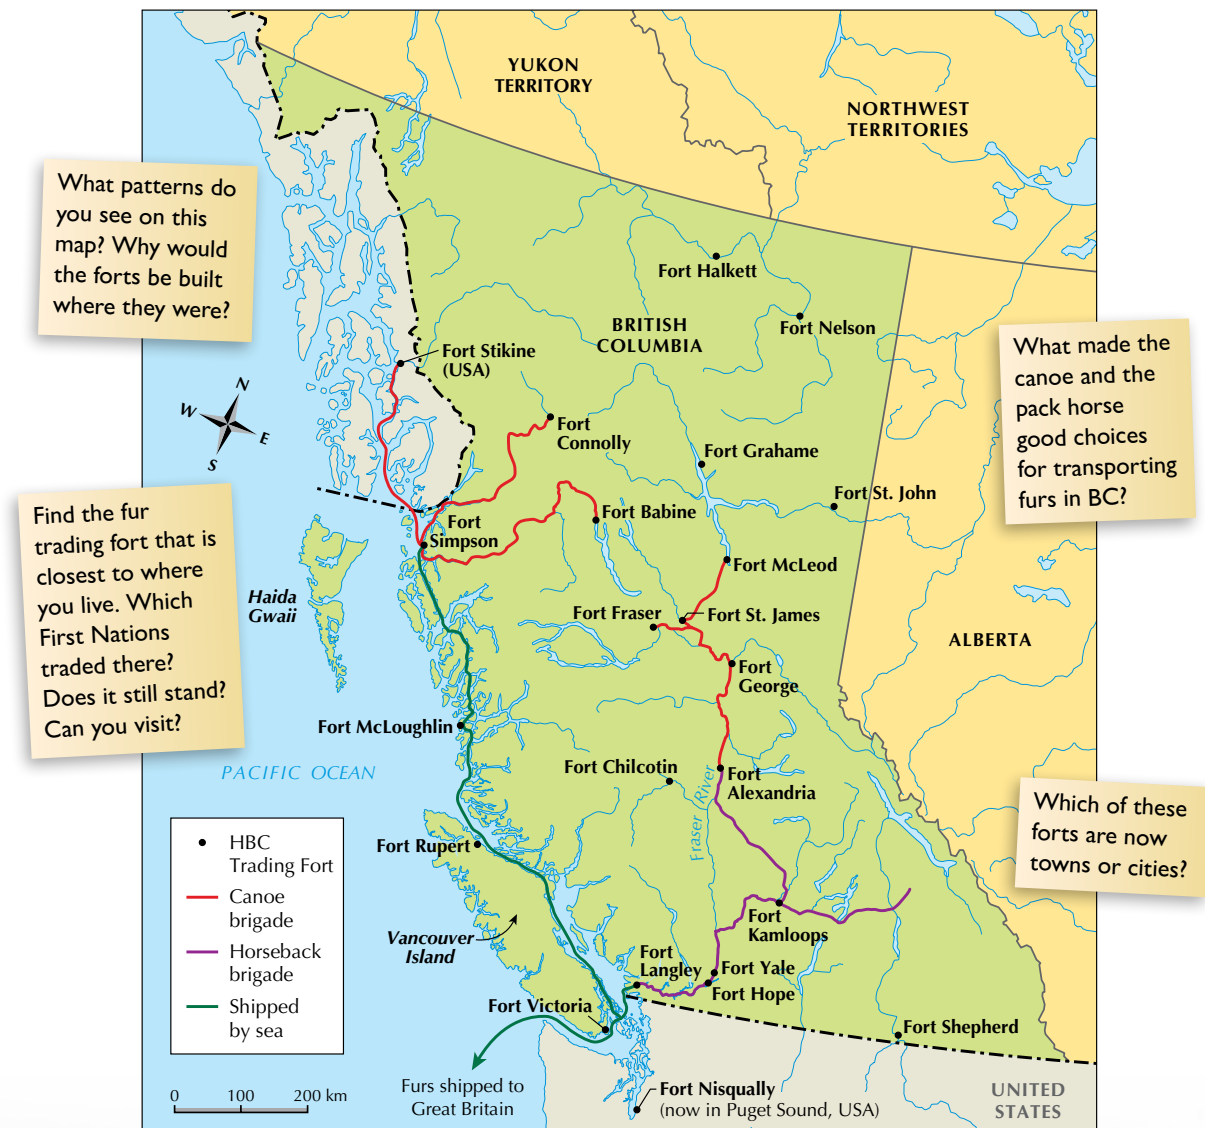 YUKON
TERRITORY
NORTHWEST
TERRITORIES
What patterns do
you see on this
map? Why would
the forts be built
where they were?
Fort Halkett
Fort Nelson
BRITISH
COLUMBIA
Fort Stikine
(USA)
What made the
canoe and the
pack horse
good choices
for transporting
furs in BC?
N
W
E
S
Fort
Connolly
Fort Grahame
Fort St. John
Find the fur
trading fort that is
closest to where
you live. Which
First Nations
traded there?
Does it still stand?
Can you visit?
Fort
Simpson
Fort Babine
Fort McLeod
Haida
Gwaii
Fort Fraser
Fort St. James
ALBERTA
Fort
George
Fort McLoughlin
PACIFIC OCEAN
Fort Chilcotin
Fort
Alexandria
Fraser River
Which of these
forts are now
towns or cities?
HBC
Trading Fort
Canoe
brigade
Horseback
brigade
Shipped
by sea
Fort Rupert
Fort
Kamloops
Vancouver
Island
Fort
Langley
Fort Yale
Fort Hope
Fort Victoria
Fort Shepherd
Furs shipped to
Great Britain
Fort Nisqually
(now in Puget Sound, USA)
UNITED
STATES
0 100 200 km